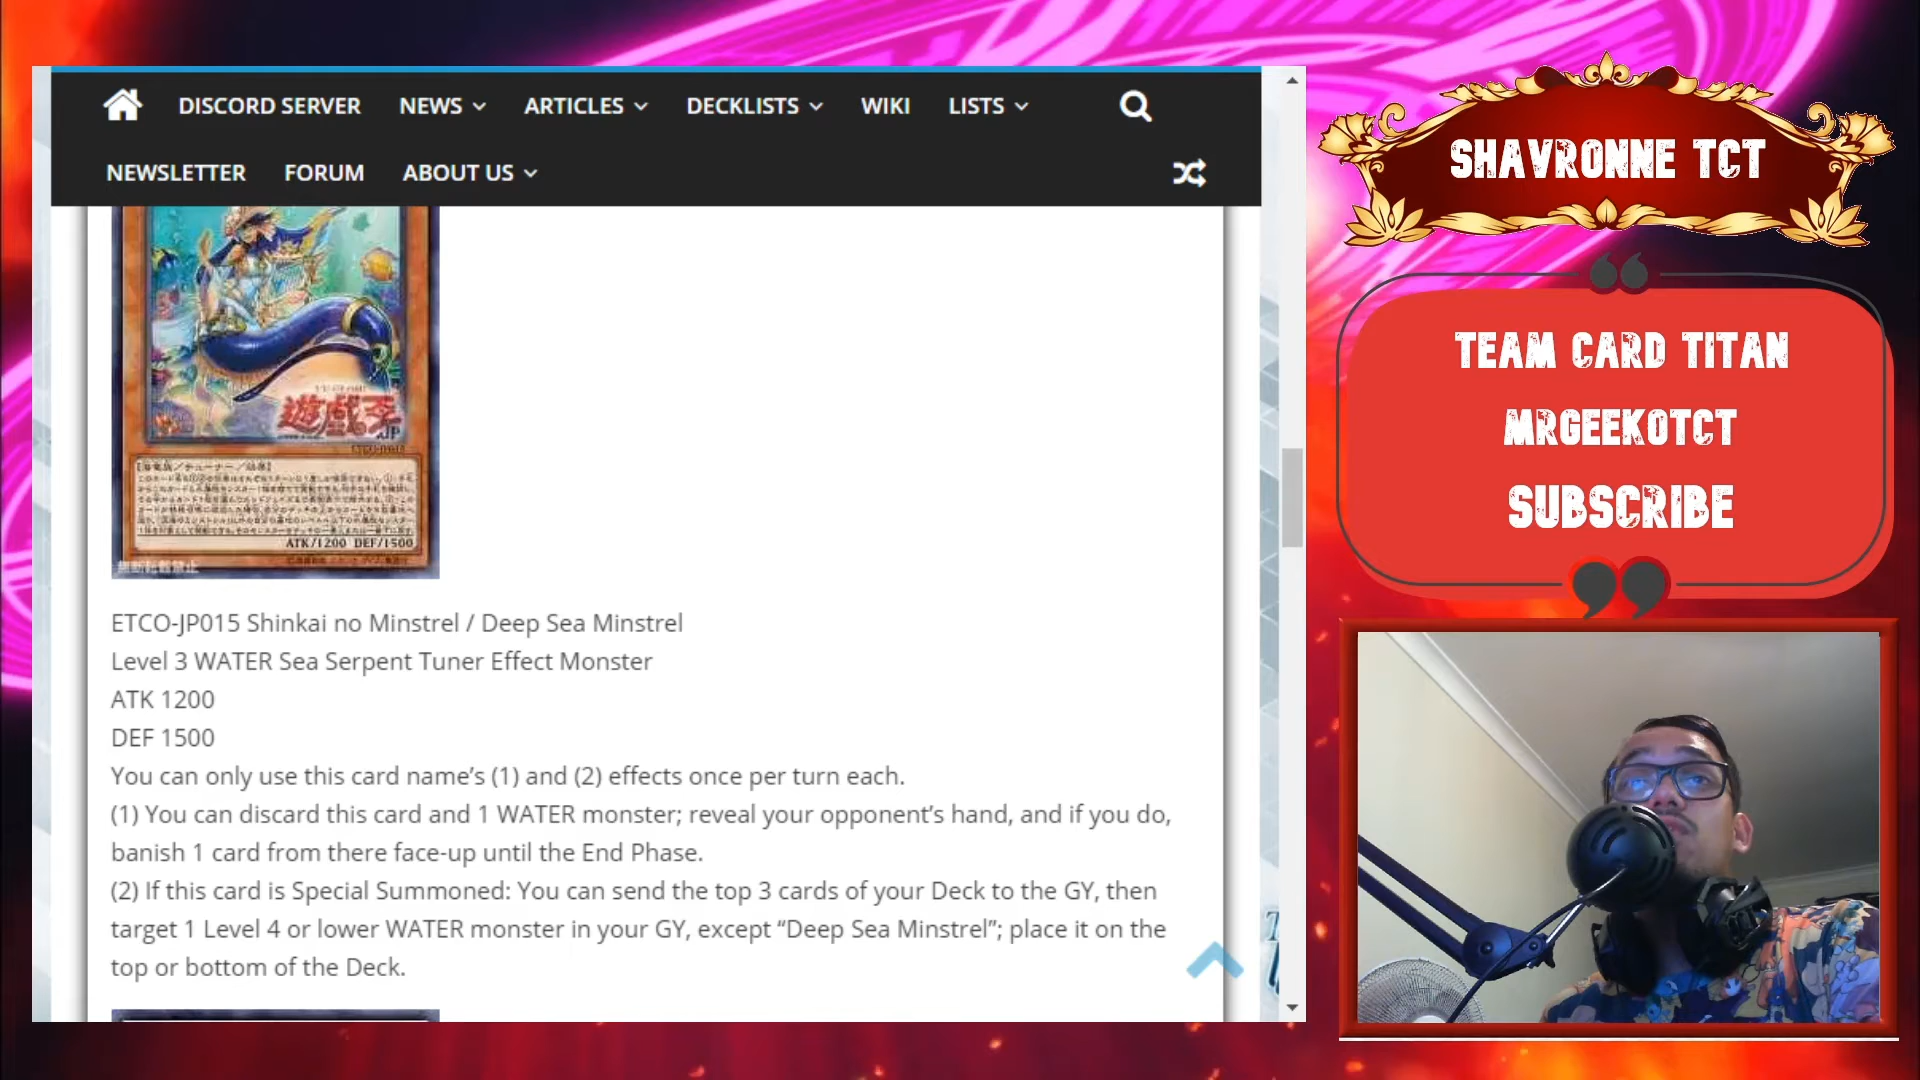 DISCORD SERVER NEWS ARTICLES DECKLISTS WIKI LISTS
NEWSLETTER FORUM ABOUT US
遊戯王
ATK/1200 DEF/1500
無断転載禁止
ETCO-JP015 Shinkai no Minstrel / Deep Sea Minstrel
Level 3 WATER Sea Serpent Tuner Effect Monster
ATK 1200
DEF 1500
You can only use this card name’s (1) and (2) effects once per turn each.
(1) You can discard this card and 1 WATER monster; reveal your opponent’s hand, and if you do,
banish 1 card from there face-up until the End Phase.
(2) If this card is Special Summoned: You can send the top 3 cards of your Deck to the GY, then
target 1 Level 4 or lower WATER monster in your GY, except “Deep Sea Minstrel”; place it on the
top or bottom of the Deck.
SHAVRONNE TCT
TEAM CARD TITAN
MRGEEKOTCT
SUBSCRIBE